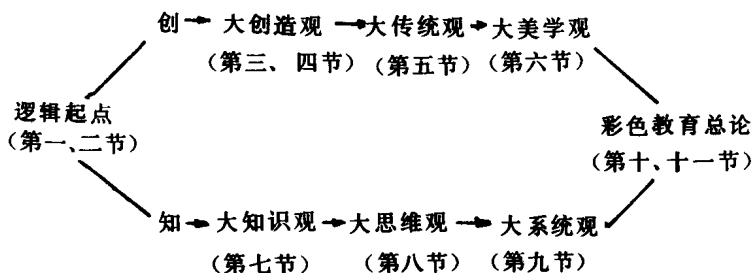 创 大创造观 大传统观 大美学观
(第三、四节) (第五节) (第六节)
逻辑起点
(第一、二节)
彩色教育总论
(第十、十一节)
知 大知识观 大思维观 大系统观
(第七节) (第八节) (第九节)